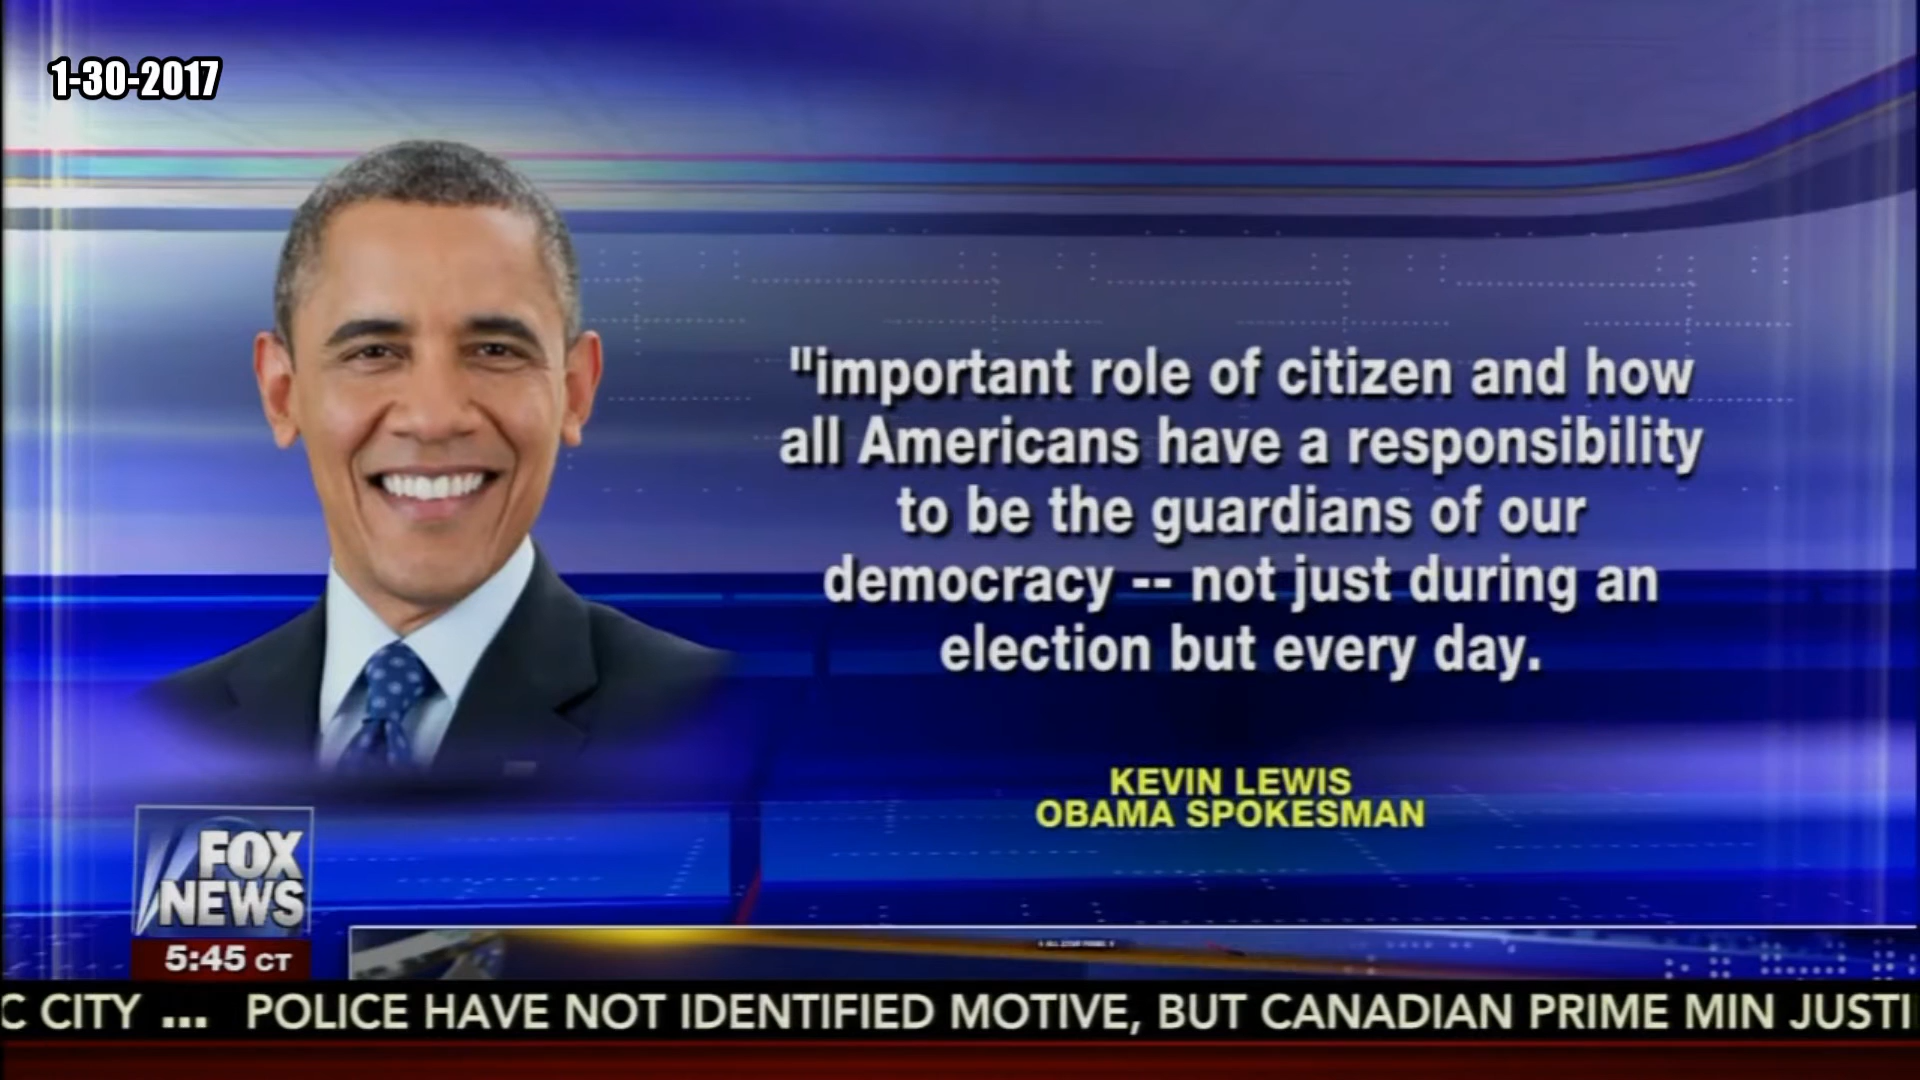 1-30-2017
"important role of citizen and how
all Americans have a responsibility
to be the guardians of our
democracy -- not just during an
election but every day.
KEVIN LEWIS
OBAMA SPOKESMAN
FOX
NEWS
5:45 CT
C CITY ... POLICE HAVE NOT IDENTIFIED MOTIVE, BUT CANADIAN PRIME MIN JUSTI